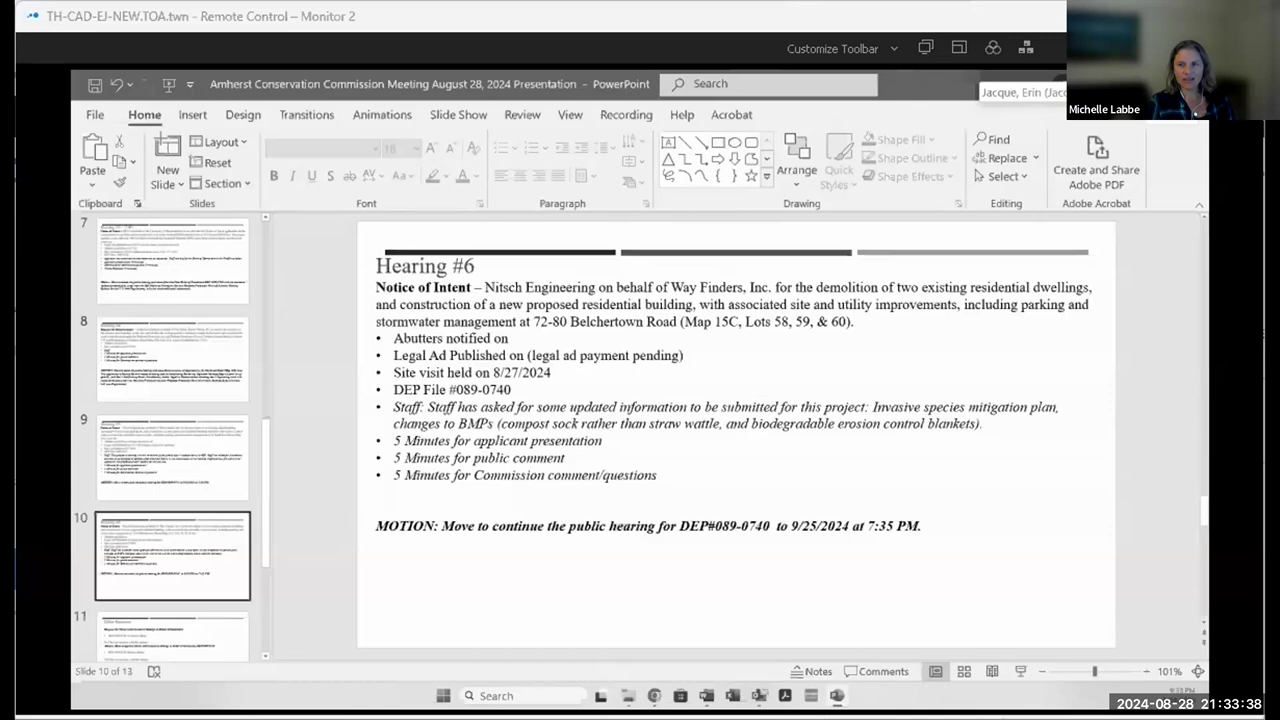 TH-CAD-EJ-NEW.TOA.twn - Remote Control – Monitor 2
Customize Toolbar
Amherst Conservation Commission Meeting August 28, 2024 Presentation - PowerPoint
Search
Jacque, Erin (Jac
Michelle Labbe
File Home Insert Design Transitions Animations Slide Show Review View Recording Help Acrobat
Paste
Clipboard
New
Slide
Layout
Reset
Section
Slides
18
Font
Paragraph
Arrange
Quick
Styles
Shape Fill
Shape Outline
Shape Effects
Drawing
Find
Replace
Select
Editing
Create and Share
Adobe PDF
Adobe Acrobat
7
8
9
10
11
Hearing #6
Notice of Intent – Nitsch Engineering on behalf of Way Finders, Inc. for the demolition of two existing residential dwellings,
and construction of a new proposed residential building, with associated site and utility improvements, including parking and
stormwater management at 72-80 Belchertown Road (Map 15C, Lots 58, 59, & 60).
Abutters notified on
Legal Ad Published on (legal ad payment pending)
• Site visit held on 8/27/2024
• DEP File #089-0740
• Staff: Staff has asked for some updated information to be submitted for this project: Invasive species mitigation plan,
changes to BMPs (compost sock rather than straw wattle, and biodegradable erosion control blankets)
5 Minutes for applicant presentation
• 5 Minutes for public comment
• 5 Minutes for Commission comment/questions
MOTION: Move to continue the public hearing for DEP#089-0740 to 9/25/2024 at 7:35 PM.
Slide 10 of 13
Notes
Comments
101%
Search
9:33 PM
2024-08-28 21:33:38